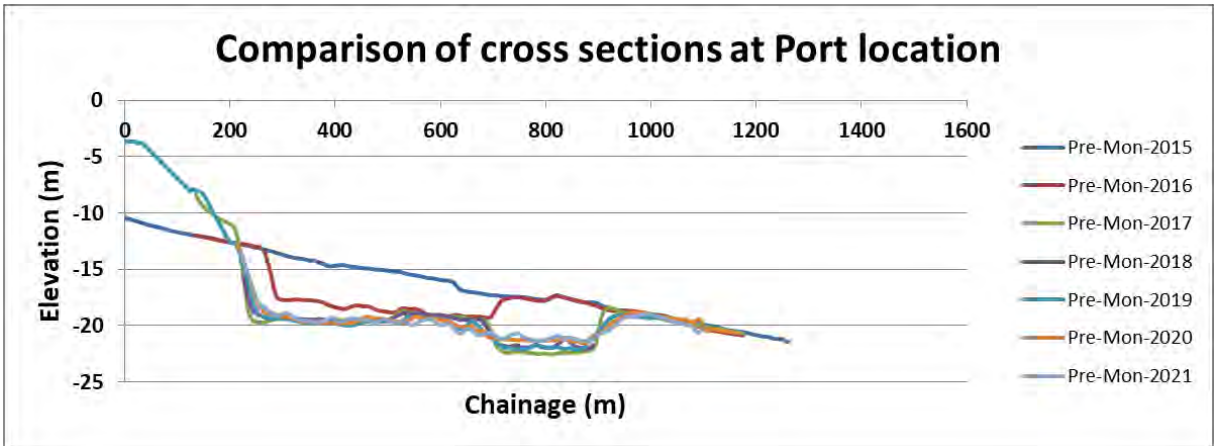 Comparison of cross sections at Port location
0
0 200 400 600 800 1000 1200 1400 1600
-5
-10
-15
-20
-25
Elevation (m)
Chainage (m)
Pre-Mon-2015
Pre-Mon-2016
Pre-Mon-2017
Pre-Mon-2018
Pre-Mon-2019
Pre-Mon-2020
Pre-Mon-2021